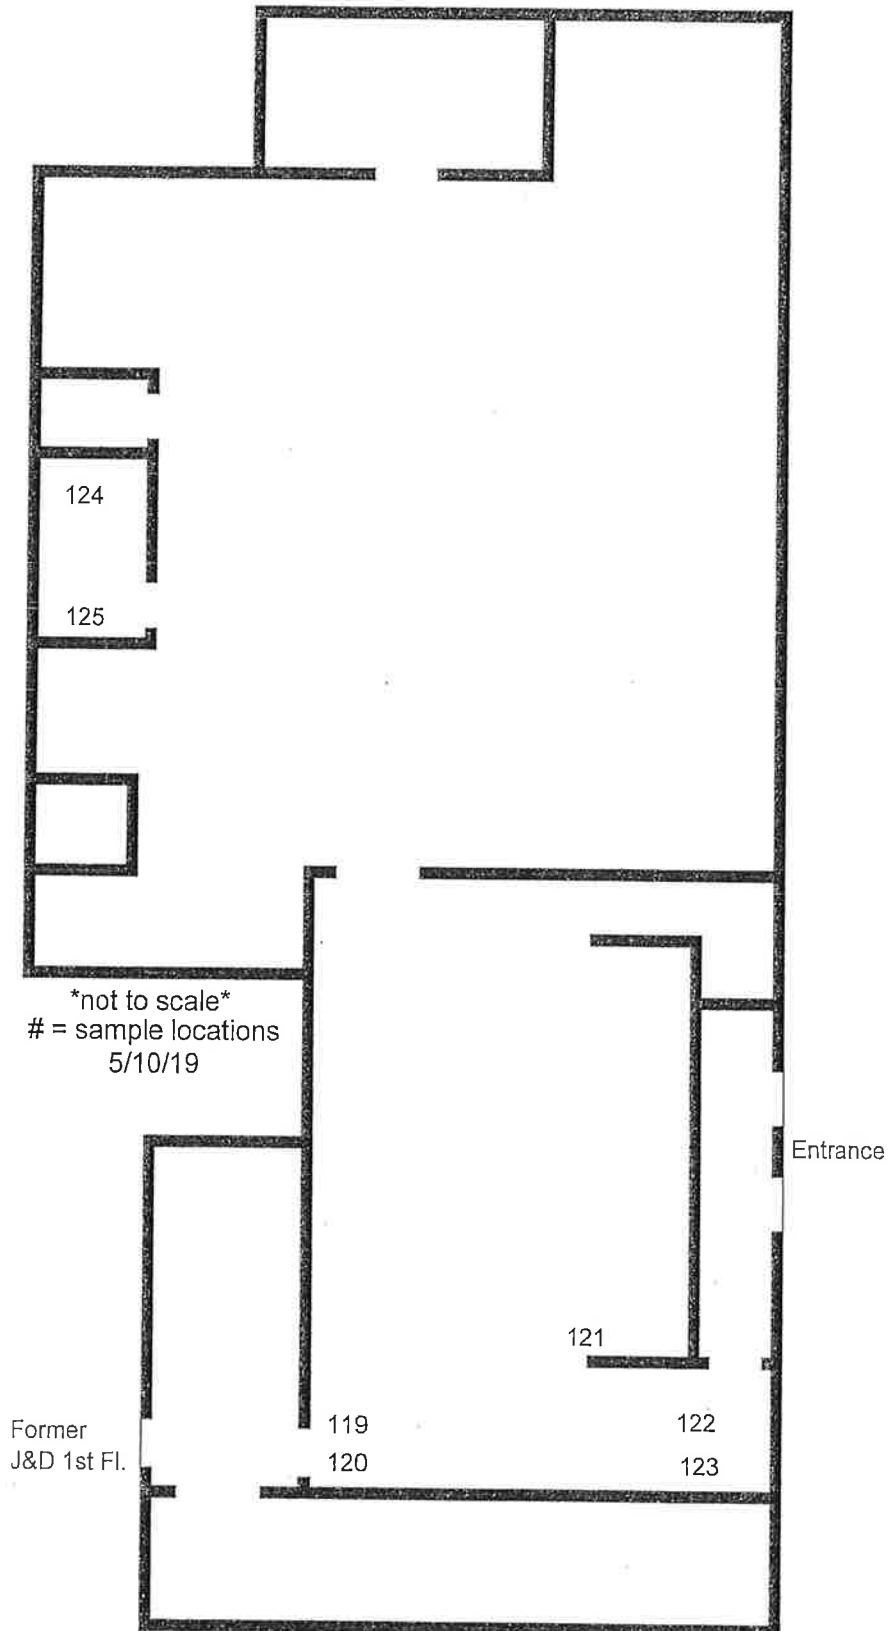 124
125
*not to scale*
# = sample locations
5/10/19
Entrance
121
Former
J&D 1st Fl.
119
122
120
123